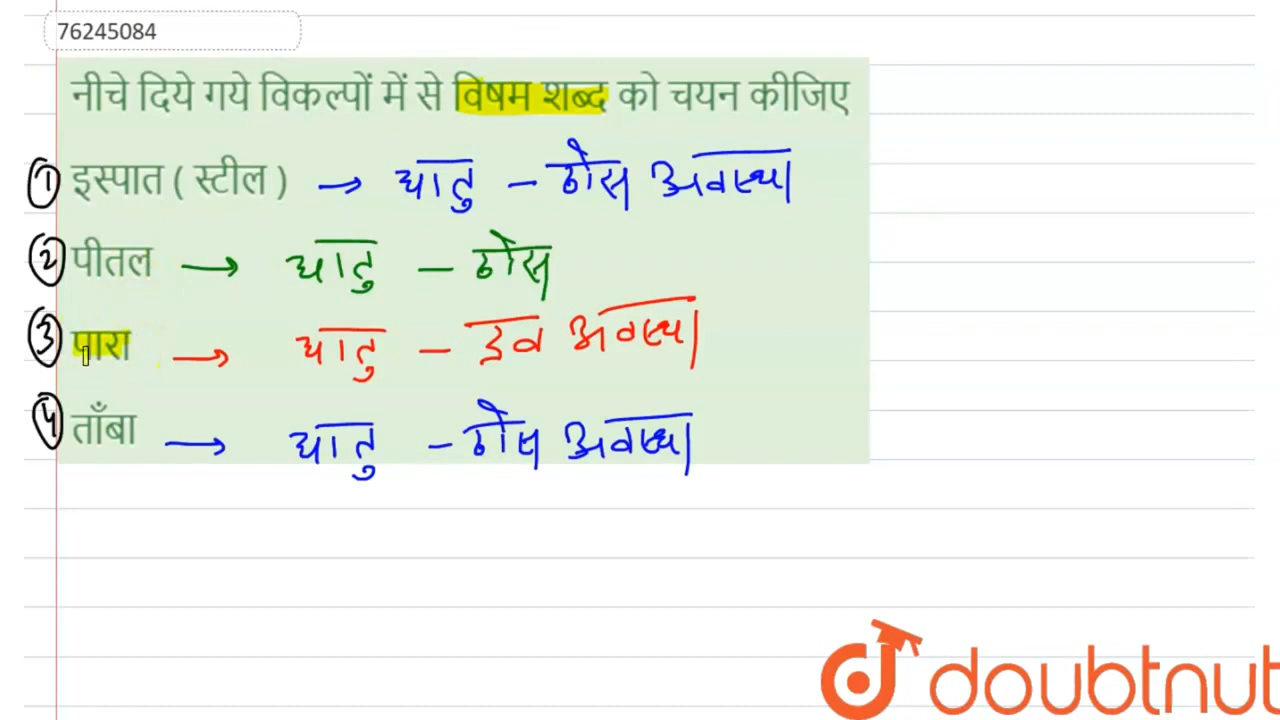 76245084
नीचे दिये गये विकल्पों में से विषम शब्द को चयन कीजिए
① इस्पात ( स्टील ) → धातु – ठोस अवस्था
② पीतल → धातु – ठोस
③ पारा → धातु – द्रव अवस्था
④ ताँबा → धातु – ठोस अवस्था
doubtnut